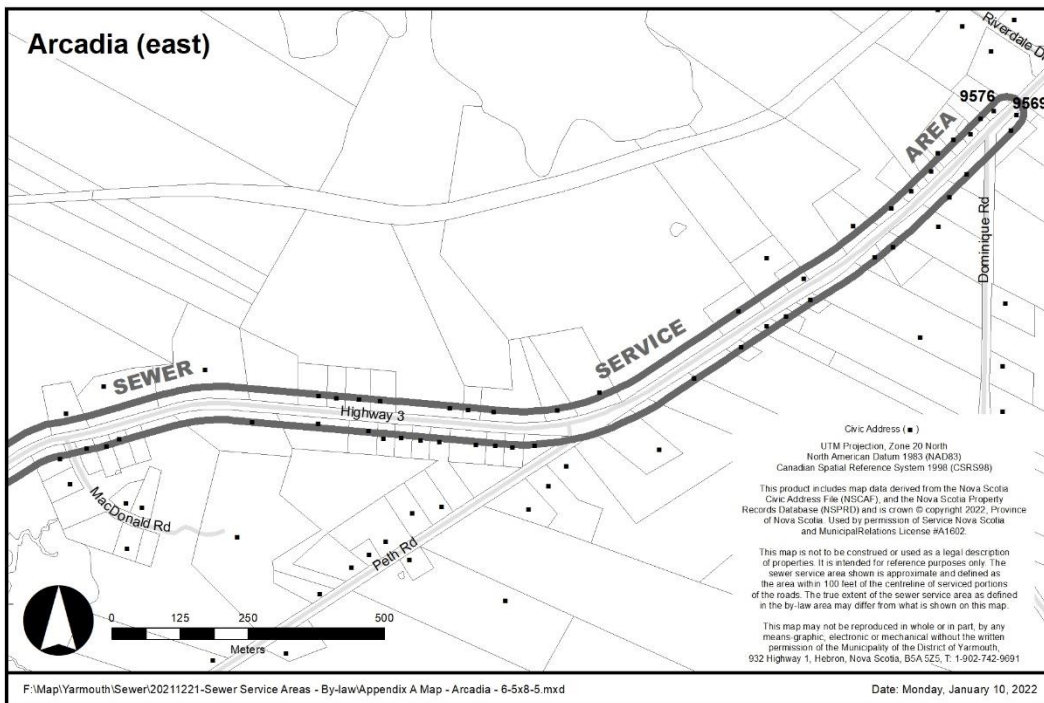 Arcadia (east)
Riverdale D
9576
9569
AREA
Dominique Rd
SERVICE
SEWER
Highway 3
MacDonald Rd
Peth Rd
0 125 250 500
Meters
Civic Address ( ■ )
UTM Projection, Zone 20 North
North American Datum 1983 (NAD83)
Canadian Spatial Reference System 1998 (CSRS98)
This product includes map data derived from the Nova Scotia
Civic Address File (NSCAF), and the Nova Scotia Property
Records Database (NSPRD) and is crown © copyright 2022, Province
of Nova Scotia. Used by permission of Service Nova Scotia
and MunicipalRelations License #A1602.
This map is not to be construed or used as a legal description
of properties. It is intended for reference purposes only. The
sewer service area shown is approximate and defined as
the area within 100 feet of the centreline of serviced portions
of the roads. The true extent of the sewer service area as defined
in the by-law area may differ from what is shown on this map.
This map may not be reproduced in whole or in part, by any
means-graphic, electronic or mechanical without the written
permission of the Municipality of the District of Yarmouth,
932 Highway 1, Hebron, Nova Scotia, B5A 5Z5, T: 1-902-742-9691
F:\Map\Yarmouth\Sewer\20211221-Sewer Service Areas - By-law\Appendix A Map - Arcadia - 6-5x8-5.mxd
Date: Monday, January 10, 2022